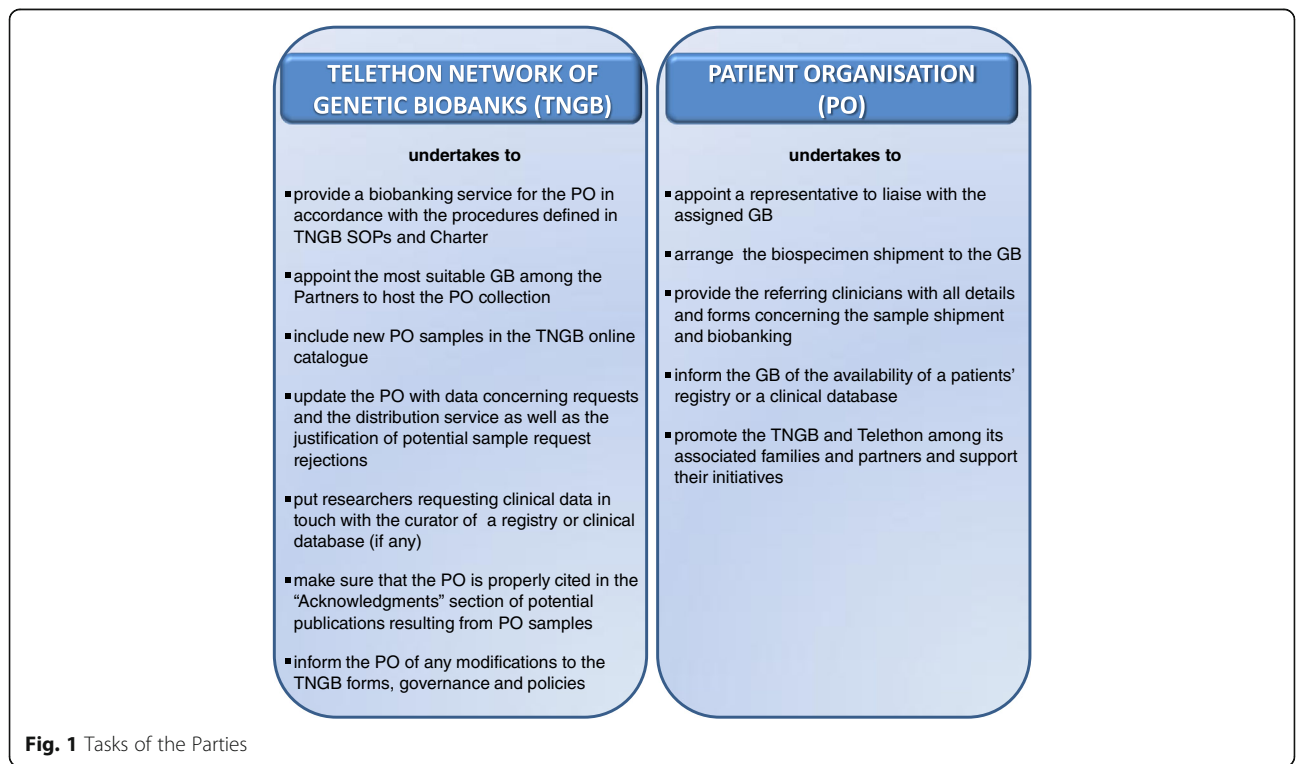 TELETHON NETWORK OF
GENETIC BIOBANKS (TNGB)
undertakes to
▪provide a biobanking service for the PO in
accordance with the procedures defined in
TNGB SOPs and Charter
▪appoint the most suitable GB among the
Partners to host the PO collection
▪include new PO samples in the TNGB online
catalogue
▪update the PO with data concerning requests
and the distribution service as well as the
justification of potential sample request
rejections
▪put researchers requesting clinical data in
touch with the curator of a registry or clinical
database (if any)
▪make sure that the PO is properly cited in the
“Acknowledgments” section of potential
publications resulting from PO samples
▪inform the PO of any modifications to the
TNGB forms, governance and policies
PATIENT ORGANISATION
(PO)
undertakes to
▪appoint a representative to liaise with the
assigned GB
▪arrange the biospecimen shipment to the GB
▪provide the referring clinicians with all details
and forms concerning the sample shipment
and biobanking
▪inform the GB of the availability of a patients’
registry or a clinical database
▪promote the TNGB and Telethon among its
associated families and partners and support
their initiatives
Fig. 1 Tasks of the Parties